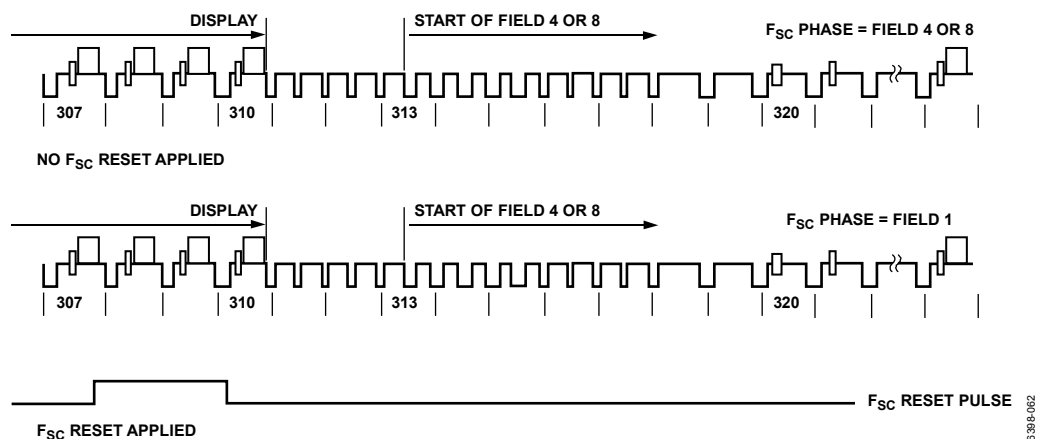 DISPLAY
START OF FIELD 4 OR 8
FSC PHASE = FIELD 4 OR 8
307 310 313 320
NO FSC RESET APPLIED
DISPLAY
START OF FIELD 4 OR 8
FSC PHASE = FIELD 1
307 310 313 320
FSC RESET PULSE
FSC RESET APPLIED
6398-062